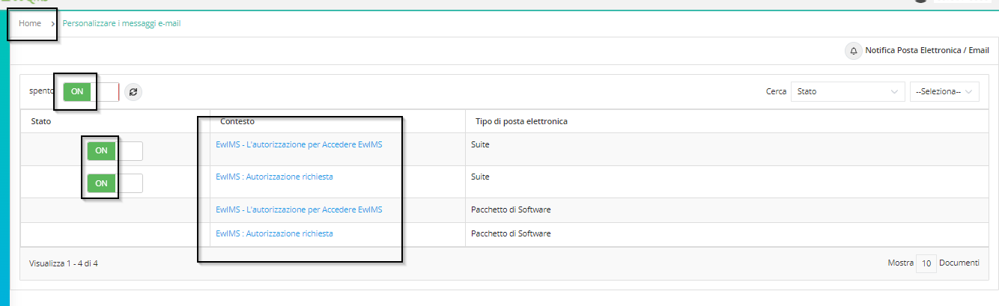 Home > Personalizzare i messaggi e-mail
Notifica Posta Elettronica / Email
spento ON Cerca Stato --Seleziona--
Stato Contesto Tipo di posta elettronica
ON EwIMS - L'autorizzazione per Accedere EwIMS Suite
ON EwIMS : Autorizzazione richiesta Suite
EwIMS - L'autorizzazione per Accedere EwIMS Pacchetto di Software
EwIMS : Autorizzazione richiesta Pacchetto di Software
Visualizza 1 - 4 di 4 Mostra 10 Documenti